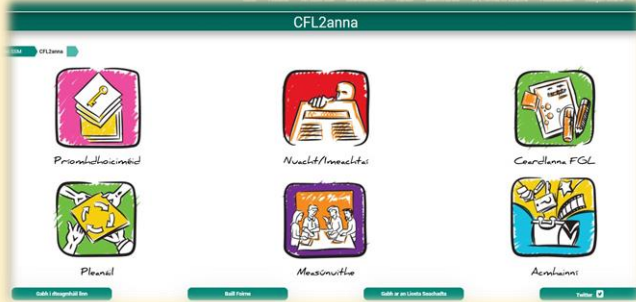 CFL2anna
CFL2anna
Príomhdhoiciméid
Nuacht/Imeachtaí
Ceardlanna FGL
Pleanáil
Measúnuithe
Acmhainní
Gabh i dteagmháil linn
Baill Foirne
Gabh ar an Liosta Seachadta
Twitter